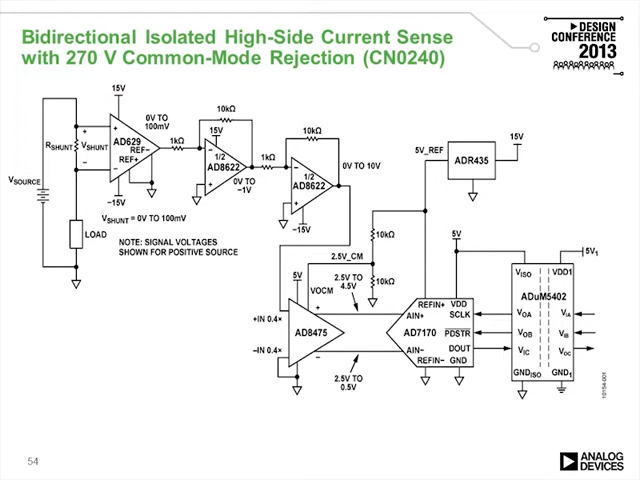 Bidirectional Isolated High-Side Current Sense
with 270 V Common-Mode Rejection (CN0240)
DESIGN
CONFERENCE
2013
15V
0V TO
100mV
RSHUNT
VSHUNT
+
−
+
−
AD629
REF−
REF+
−15V
VSOURCE
LOAD
VSHUNT = 0V TO 100mV
NOTE: SIGNAL VOLTAGES
SHOWN FOR POSITIVE SOURCE
1kΩ
10kΩ
15V
−
1/2
AD8622
+
0V TO
−1V
1kΩ
10kΩ
−
1/2
AD8622
+
−15V
0V TO 10V
5V_REF
ADR435
15V
10kΩ
2.5V_CM
10kΩ
5V
VOCM
+IN 0.4×
−IN 0.4×
AD8475
+
−
2.5V TO
4.5V
2.5V TO
0.5V
5V
REFIN+
VDD
AIN+
SCLK
AD7170
PDSTR
AIN−
DOUT
REFIN−
GND
5V1
VISO
VDD1
ADuM5402
VOA
VIA
VOB
VIB
VIC
VOC
GNDISO
GND1
10154-001
54
ANALOG
DEVICES